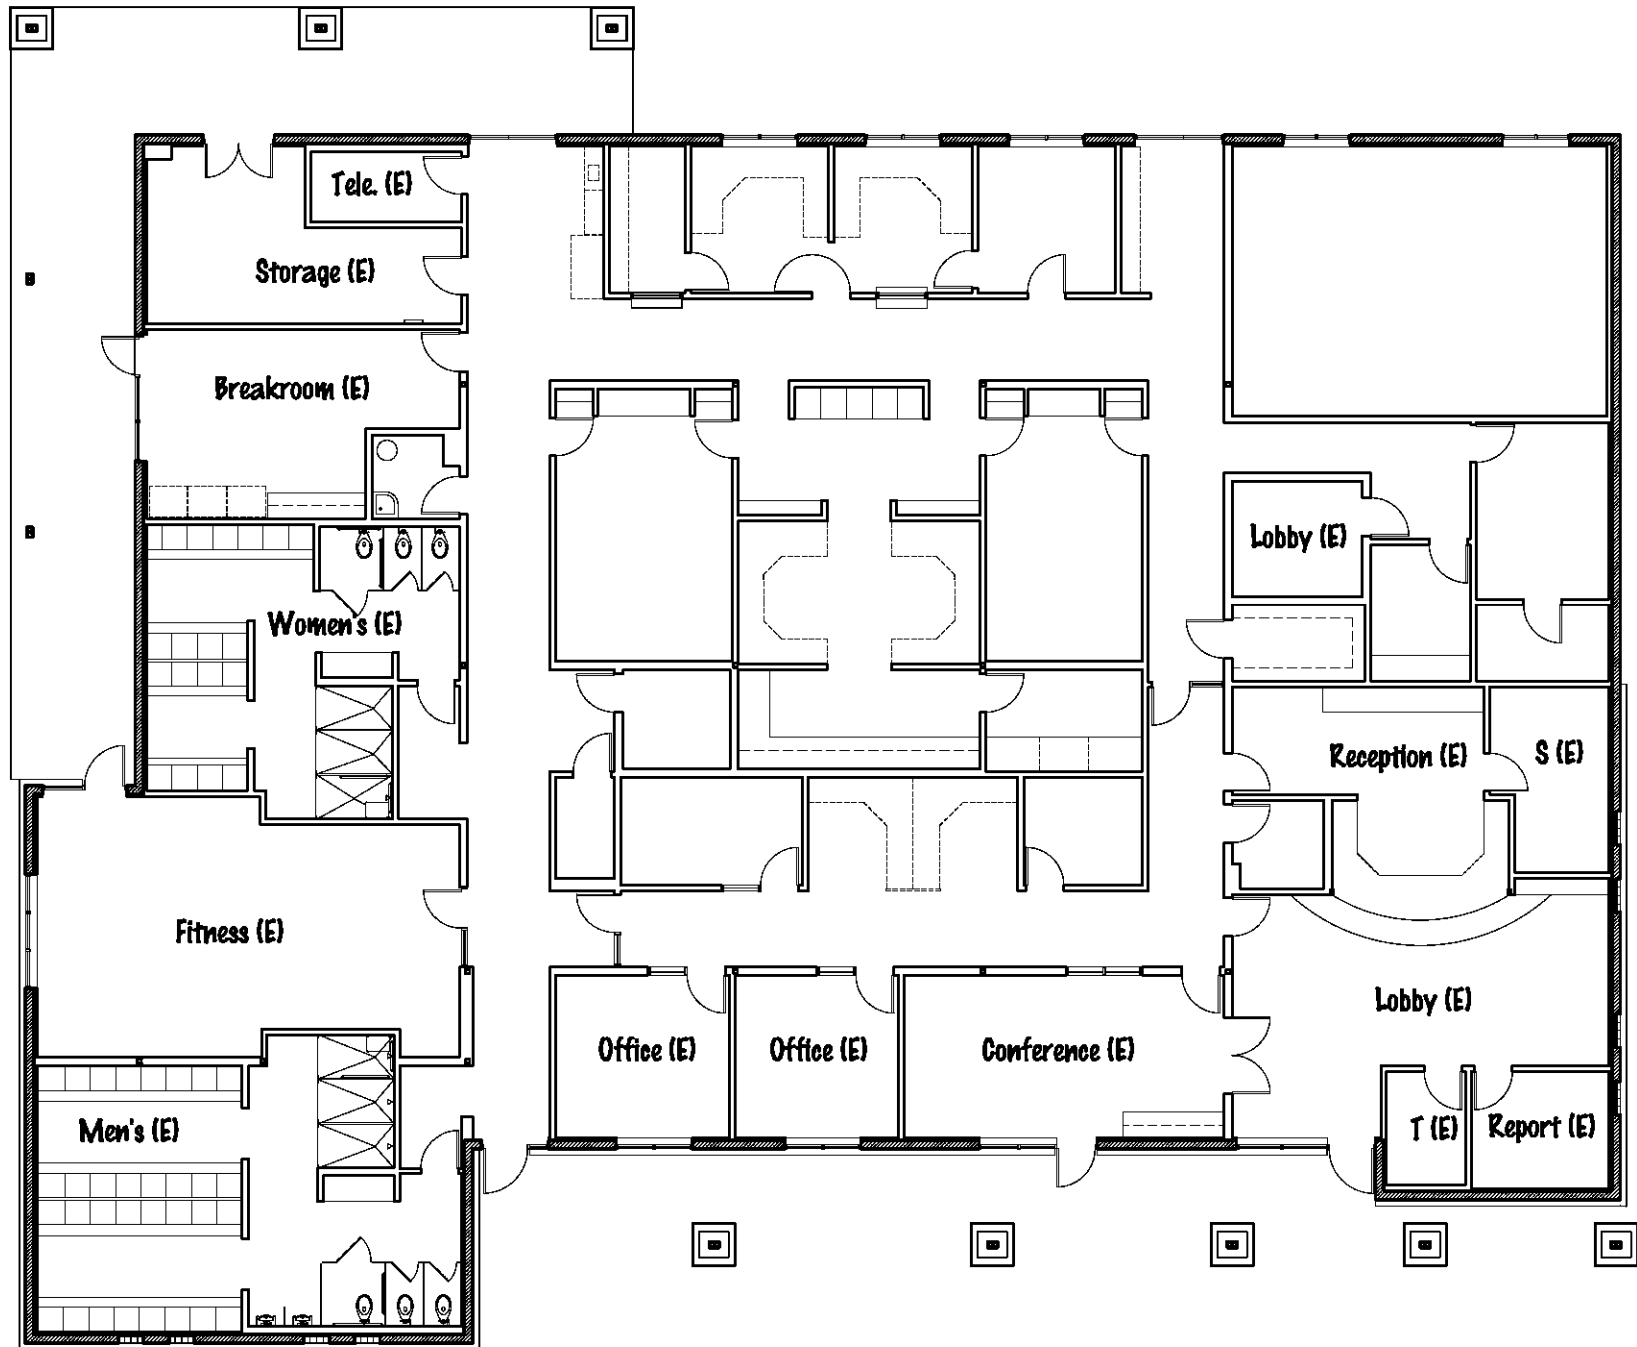 Tele. (E)
Storage (E)
Breakroom (E)
Lobby (E)
Women's (E)
Reception (E)
S (E)
Fitness (E)
Lobby (E)
Office (E)
Office (E)
Conference (E)
Men's (E)
T (E)
Report (E)